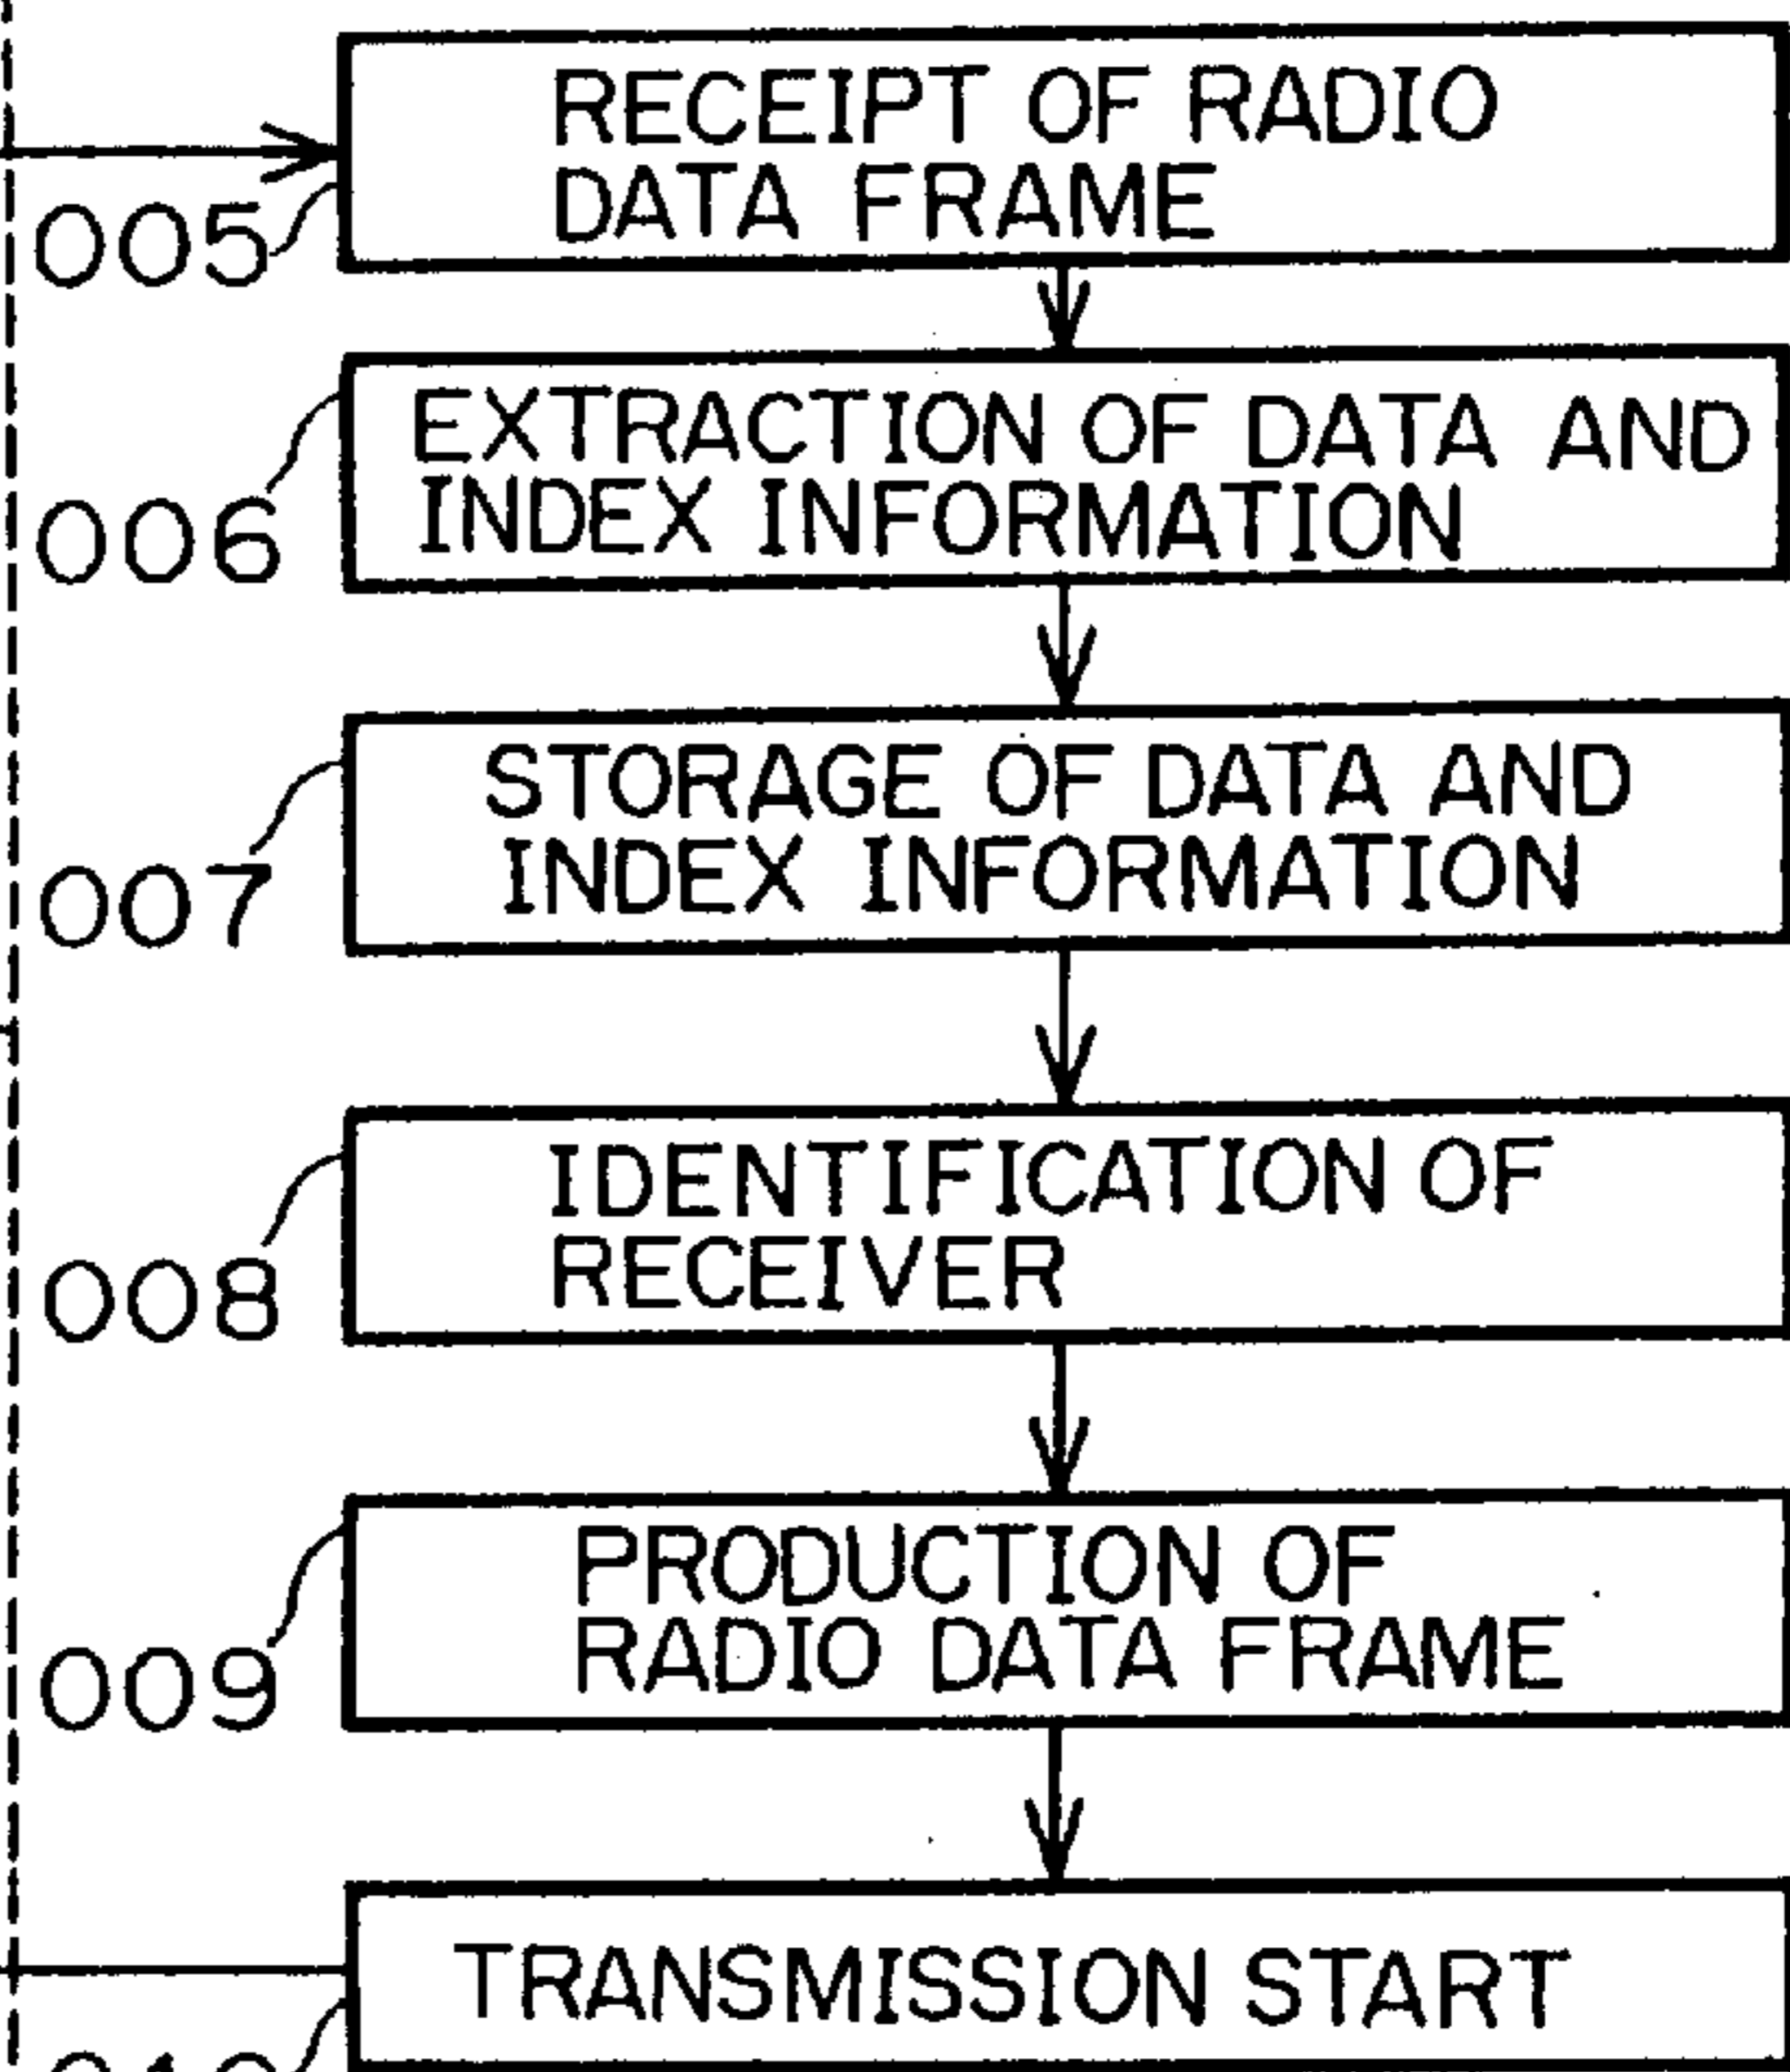 RECEIPT OF RADIO
DATA FRAME
005
EXTRACTION OF DATA AND
INDEX INFORMATION
006
STORAGE OF DATA AND
INDEX INFORMATION
007
IDENTIFICATION OF
RECEIVER
008
PRODUCTION OF
RADIO DATA FRAME
009
TRANSMISSION START